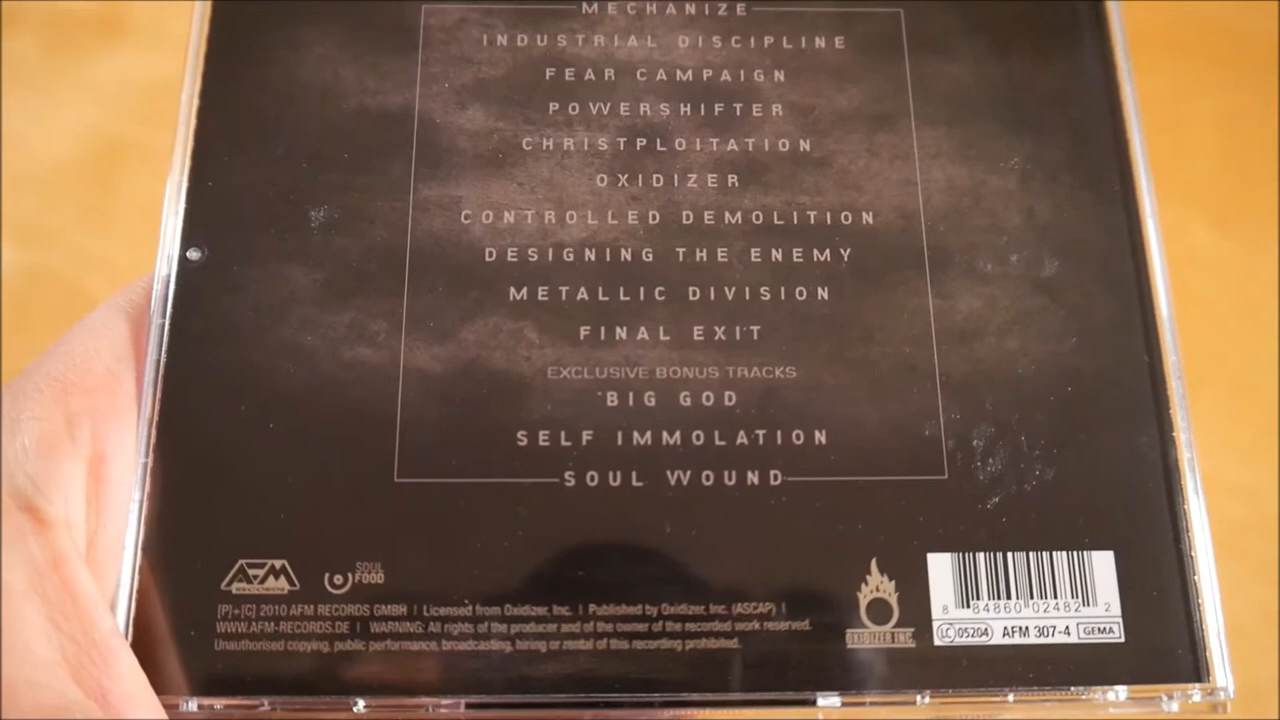 MECHANIZE
INDUSTRIAL DISCIPLINE
FEAR CAMPAIGN
POWERSHIFTER
CHRISTPLOITATION
OXIDIZER
CONTROLLED DEMOLITION
DESIGNING THE ENEMY
METALLIC DIVISION
FINAL EXIT
EXCLUSIVE BONUS TRACKS
BIG GOD
SELF IMMOLATION
SOUL WOUND
AFM
SOUL
FOOD
[P]+[C] 2010 AFM RECORDS GMBH | Licensed from Oxidizer, Inc. | Published by Oxidizer, Inc. (ASCAP) |
WWW.AFM-RECORDS.DE | WARNING: All rights of the producer and of the owner of the recorded work reserved.
Unauthorised copying, public performance, broadcasting, hiring or rental of this recording prohibited.
OXIDIZER INC.
8 84860 02482 2
LC 05204 AFM 307-4 GEMA